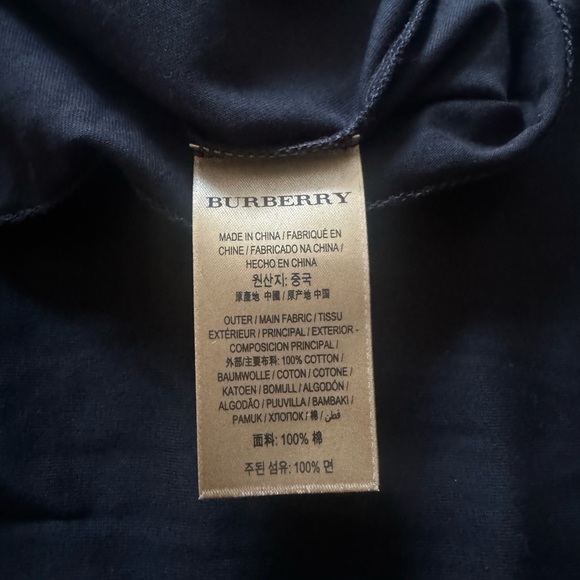 BURBERRY
MADE IN CHINA / FABRIQUÉ EN
CHINE / FABRICADO NA CHINA /
HECHO EN CHINA
원산지: 중국
原產地 中國 / 原产地 中国
OUTER / MAIN FABRIC / TISSU
EXTÉRIEUR / PRINCIPAL / EXTERIOR -
COMPOSICION PRINCIPAL /
外部/主要布料: 100% COTTON /
BAUMWOLLE / COTON / COTONE /
KATOEN / BOMULL / ALGODÓN /
ALGODÃO / PUUVILLA / BAMBAKI /
PAMUK / ХЛОПОК / 棉 / قطن /
面料: 100% 棉
주된 섬유: 100% 면